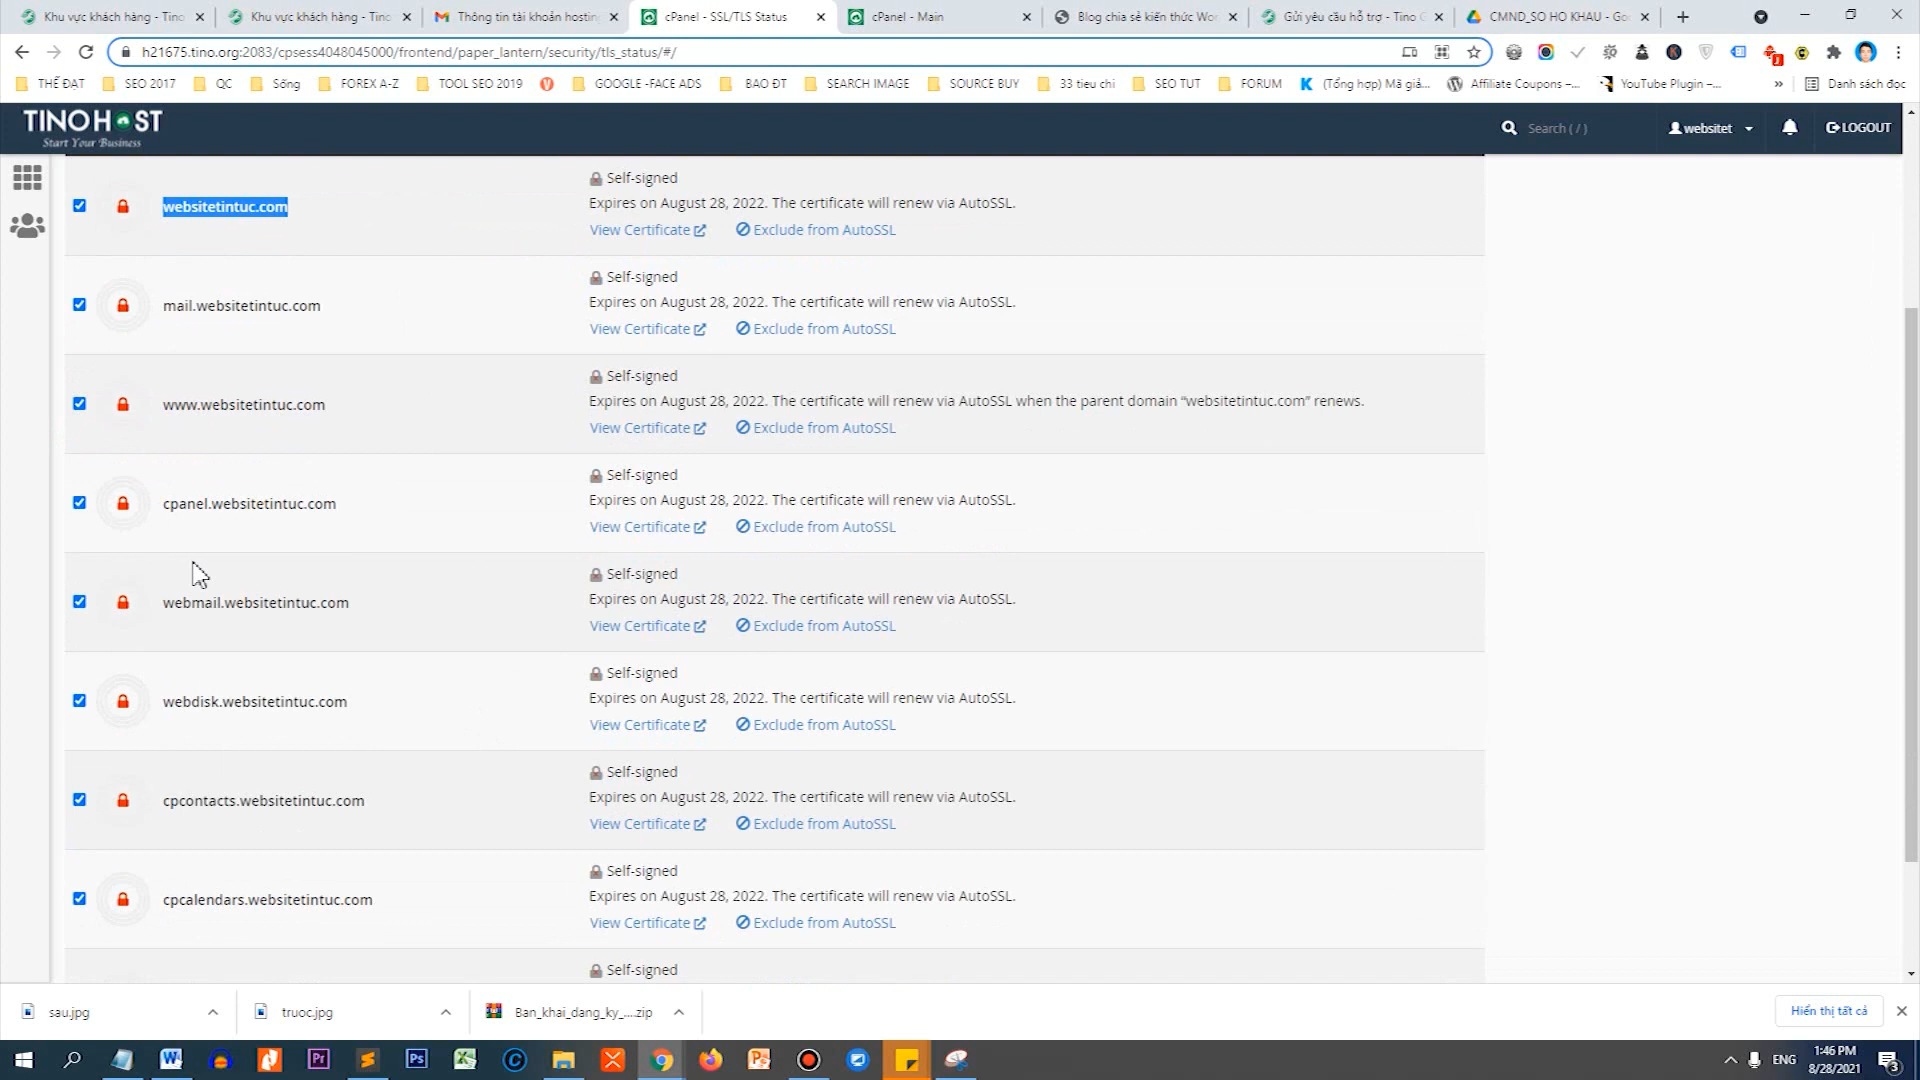 Khu vực khách hàng - Tino
Khu vực khách hàng - Tino
Thông tin tài khoản hosting
cPanel - SSL/TLS Status
cPanel - Main
Blog chia sẻ kiến thức Wor
Gửi yêu cầu hỗ trợ - Tino G
CMND_SO HO KHAU - Goo
h21675.tino.org:2083/cpsess4048045000/frontend/paper_lantern/security/tls_status/#/
THẾ ĐẠT
SEO 2017
QC
Sống
FOREX A-Z
TOOL SEO 2019
GOOGLE -FACE ADS
BAO ĐT
SEARCH IMAGE
SOURCE BUY
33 tieu chi
SEO TUT
FORUM
(Tổng hợp) Mã giả...
Affiliate Coupons –...
YouTube Plugin –...
»
Danh sách đọc
TINOHOST
Start Your Business
Search ( / )
websitet
LOGOUT
websitetintuc.com
Self-signed
Expires on August 28, 2022. The certificate will renew via AutoSSL.
View Certificate
Exclude from AutoSSL
mail.websitetintuc.com
Self-signed
Expires on August 28, 2022. The certificate will renew via AutoSSL.
View Certificate
Exclude from AutoSSL
www.websitetintuc.com
Self-signed
Expires on August 28, 2022. The certificate will renew via AutoSSL when the parent domain “websitetintuc.com” renews.
View Certificate
Exclude from AutoSSL
cpanel.websitetintuc.com
Self-signed
Expires on August 28, 2022. The certificate will renew via AutoSSL.
View Certificate
Exclude from AutoSSL
webmail.websitetintuc.com
Self-signed
Expires on August 28, 2022. The certificate will renew via AutoSSL.
View Certificate
Exclude from AutoSSL
webdisk.websitetintuc.com
Self-signed
Expires on August 28, 2022. The certificate will renew via AutoSSL.
View Certificate
Exclude from AutoSSL
cpcontacts.websitetintuc.com
Self-signed
Expires on August 28, 2022. The certificate will renew via AutoSSL.
View Certificate
Exclude from AutoSSL
cpcalendars.websitetintuc.com
Self-signed
Expires on August 28, 2022. The certificate will renew via AutoSSL.
View Certificate
Exclude from AutoSSL
Self-signed
sau.jpg
truoc.jpg
Ban_khai_dang_ky_....zip
Hiển thị tất cả
ENG
1:46 PM
8/28/2021
3